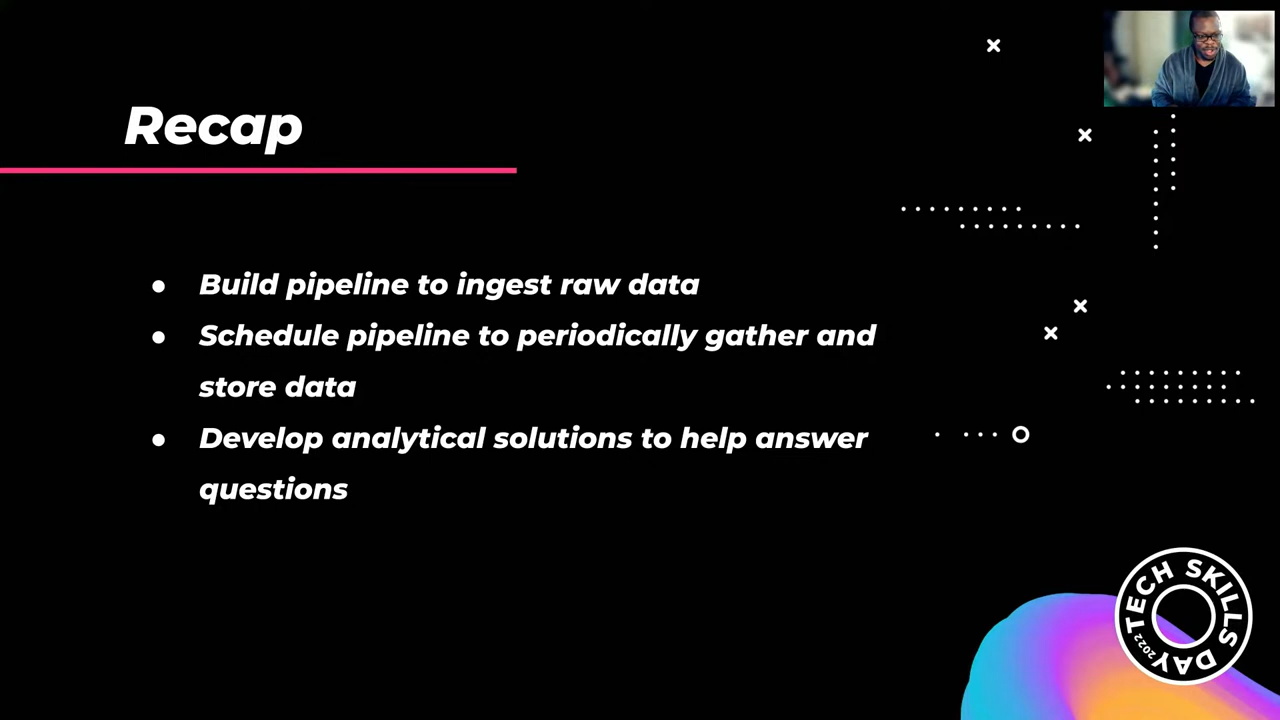 Recap
● Build pipeline to ingest raw data
● Schedule pipeline to periodically gather and
store data
● Develop analytical solutions to help answer
questions
TECH SKILLS DAY 2022